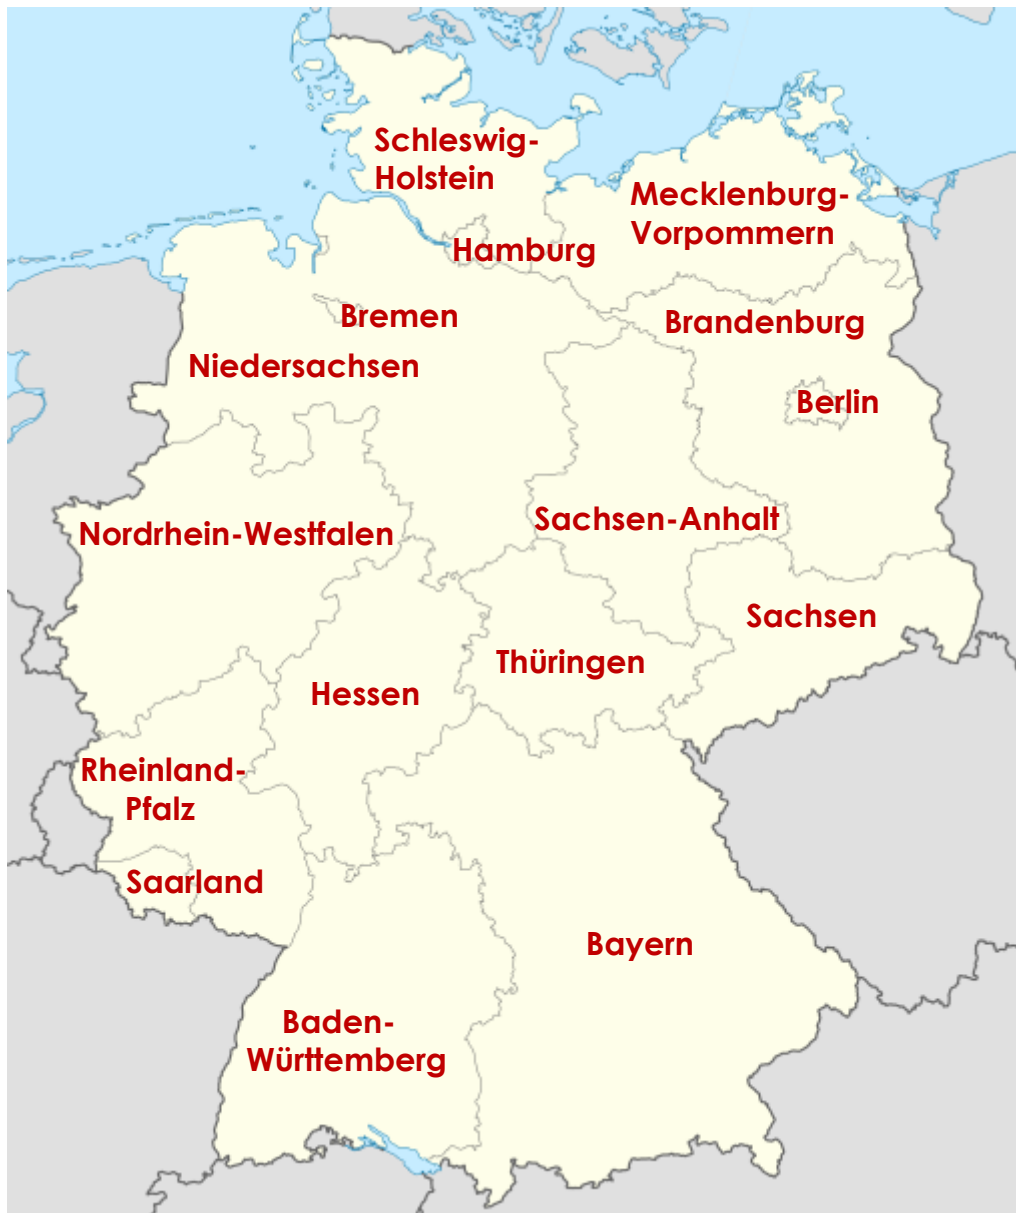 Schleswig-
Holstein
Mecklenburg-
Vorpommern
Hamburg
Bremen
Brandenburg
Niedersachsen
Berlin
Sachsen-Anhalt
Nordrhein-Westfalen
Sachsen
Thüringen
Hessen
Rheinland-
Pfalz
Saarland
Bayern
Baden-
Württemberg